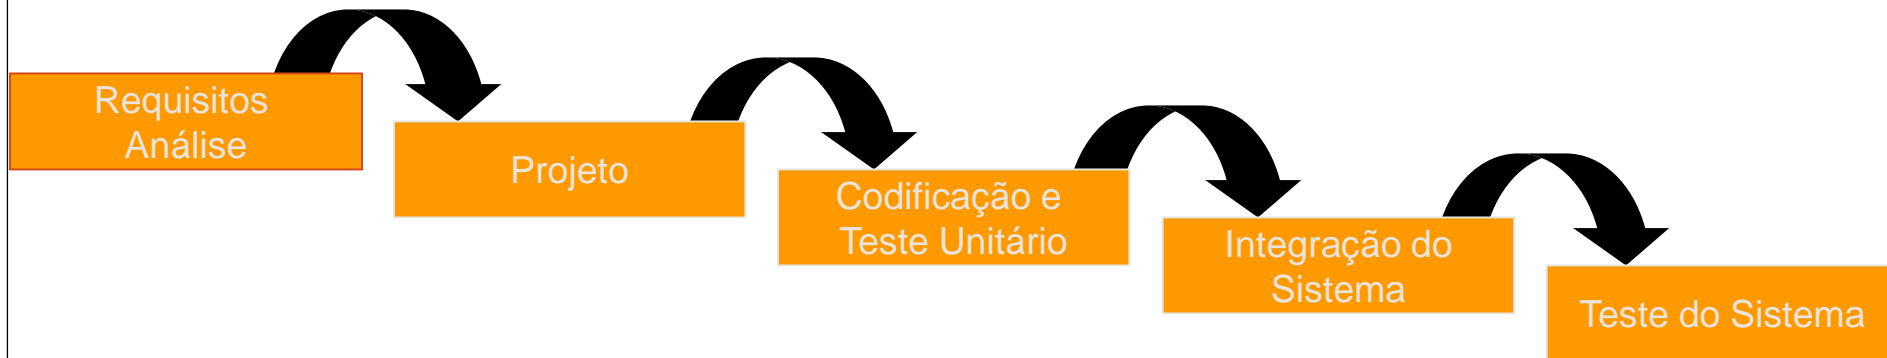 Requisitos
Análise
Projeto
Codificação e
Teste Unitário
Integração do
Sistema
Teste do Sistema